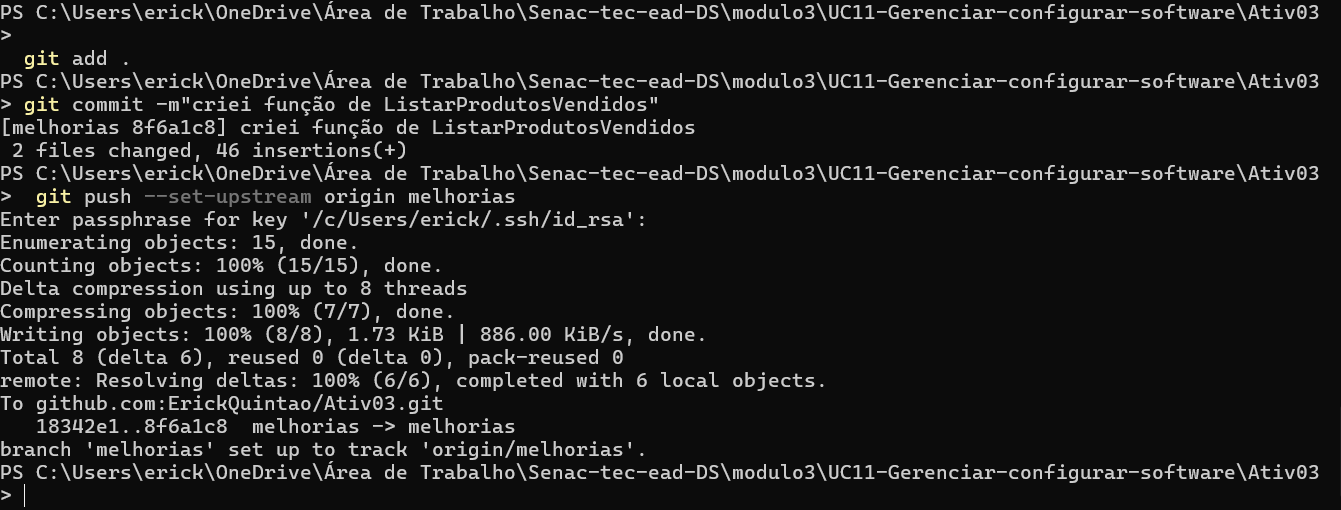 PS C:\Users\erick\OneDrive\Área de Trabalho\Senac-tec-ead-DS\modulo3\UC11-Gerenciar-configurar-software\Ativ03
>
  git add .
PS C:\Users\erick\OneDrive\Área de Trabalho\Senac-tec-ead-DS\modulo3\UC11-Gerenciar-configurar-software\Ativ03
> git commit -m"criei função de ListarProdutosVendidos"
[melhorias 8f6a1c8] criei função de ListarProdutosVendidos
 2 files changed, 46 insertions(+)
PS C:\Users\erick\OneDrive\Área de Trabalho\Senac-tec-ead-DS\modulo3\UC11-Gerenciar-configurar-software\Ativ03
>  git push --set-upstream origin melhorias
Enter passphrase for key '/c/Users/erick/.ssh/id_rsa':
Enumerating objects: 15, done.
Counting objects: 100% (15/15), done.
Delta compression using up to 8 threads
Compressing objects: 100% (7/7), done.
Writing objects: 100% (8/8), 1.73 KiB | 886.00 KiB/s, done.
Total 8 (delta 6), reused 0 (delta 0), pack-reused 0
remote: Resolving deltas: 100% (6/6), completed with 6 local objects.
To github.com:ErickQuintao/Ativ03.git
   18342e1..8f6a1c8  melhorias -> melhorias
branch 'melhorias' set up to track 'origin/melhorias'.
PS C:\Users\erick\OneDrive\Área de Trabalho\Senac-tec-ead-DS\modulo3\UC11-Gerenciar-configurar-software\Ativ03
>